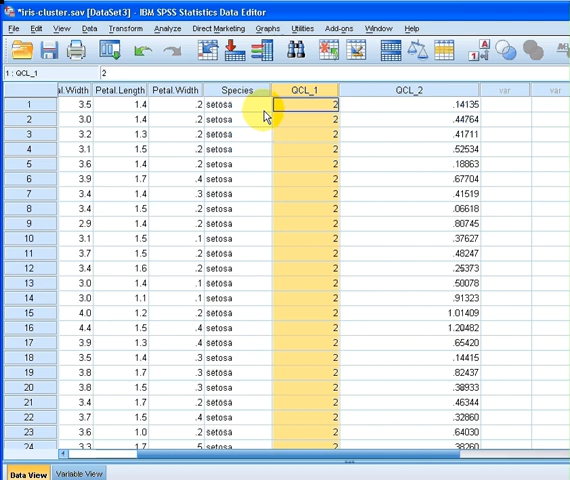 *iris-cluster.sav [DataSet3] - IBM SPSS Statistics Data Editor
File Edit View Data Transform Analyze Direct Marketing Graphs Utilities Add-ons Window Help
1 : QCL_1 2
al.Width Petal.Length Petal.Width Species QCL_1 QCL_2 var var
1 3.5 1.4 .2 setosa 2 .14135
2 3.0 1.4 .2 setosa 2 .44764
3 3.2 1.3 .2 setosa 2 .41711
4 3.1 1.5 .2 setosa 2 .52534
5 3.6 1.4 .2 setosa 2 .18863
6 3.9 1.7 .4 setosa 2 .67704
7 3.4 1.4 .3 setosa 2 .41519
8 3.4 1.5 .2 setosa 2 .06618
9 2.9 1.4 .2 setosa 2 .80745
10 3.1 1.5 .1 setosa 2 .37627
11 3.7 1.5 .2 setosa 2 .48247
12 3.4 1.6 .2 setosa 2 .25373
13 3.0 1.4 .1 setosa 2 .50078
14 3.0 1.1 .1 setosa 2 .91323
15 4.0 1.2 .2 setosa 2 1.01409
16 4.4 1.5 .4 setosa 2 1.20482
17 3.9 1.3 .4 setosa 2 .65420
18 3.5 1.4 .3 setosa 2 .14415
19 3.8 1.7 .3 setosa 2 .82437
20 3.8 1.5 .3 setosa 2 .38933
21 3.4 1.7 .2 setosa 2 .46344
22 3.7 1.5 .4 setosa 2 .32860
23 3.6 1.0 .2 setosa 2 .64030
24 3.3 1.7 .5 setosa 2 .38260
Data View Variable View